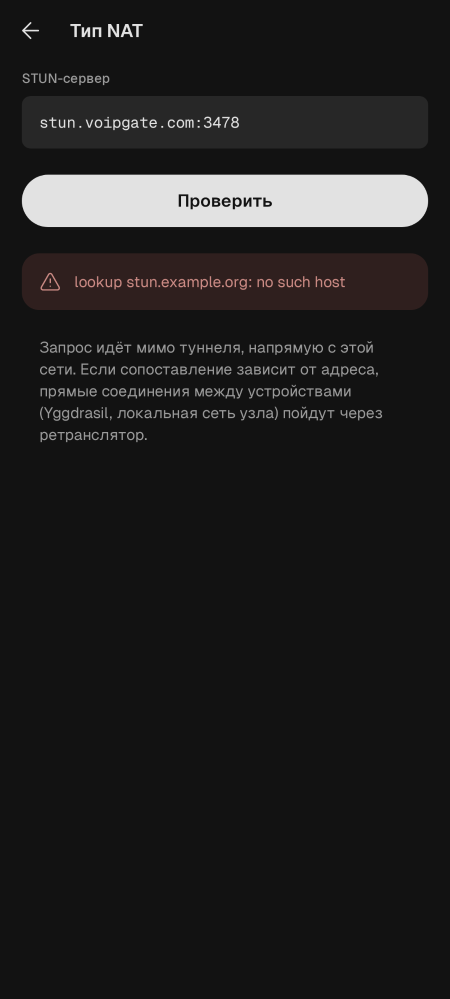 Тип NAT
STUN-сервер
stun.voipgate.com:3478
Проверить
lookup stun.example.org: no such host
Запрос идёт мимо туннеля, напрямую с этой
сети. Если сопоставление зависит от адреса,
прямые соединения между устройствами
(Yggdrasil, локальная сеть узла) пойдут через
ретранслятор.